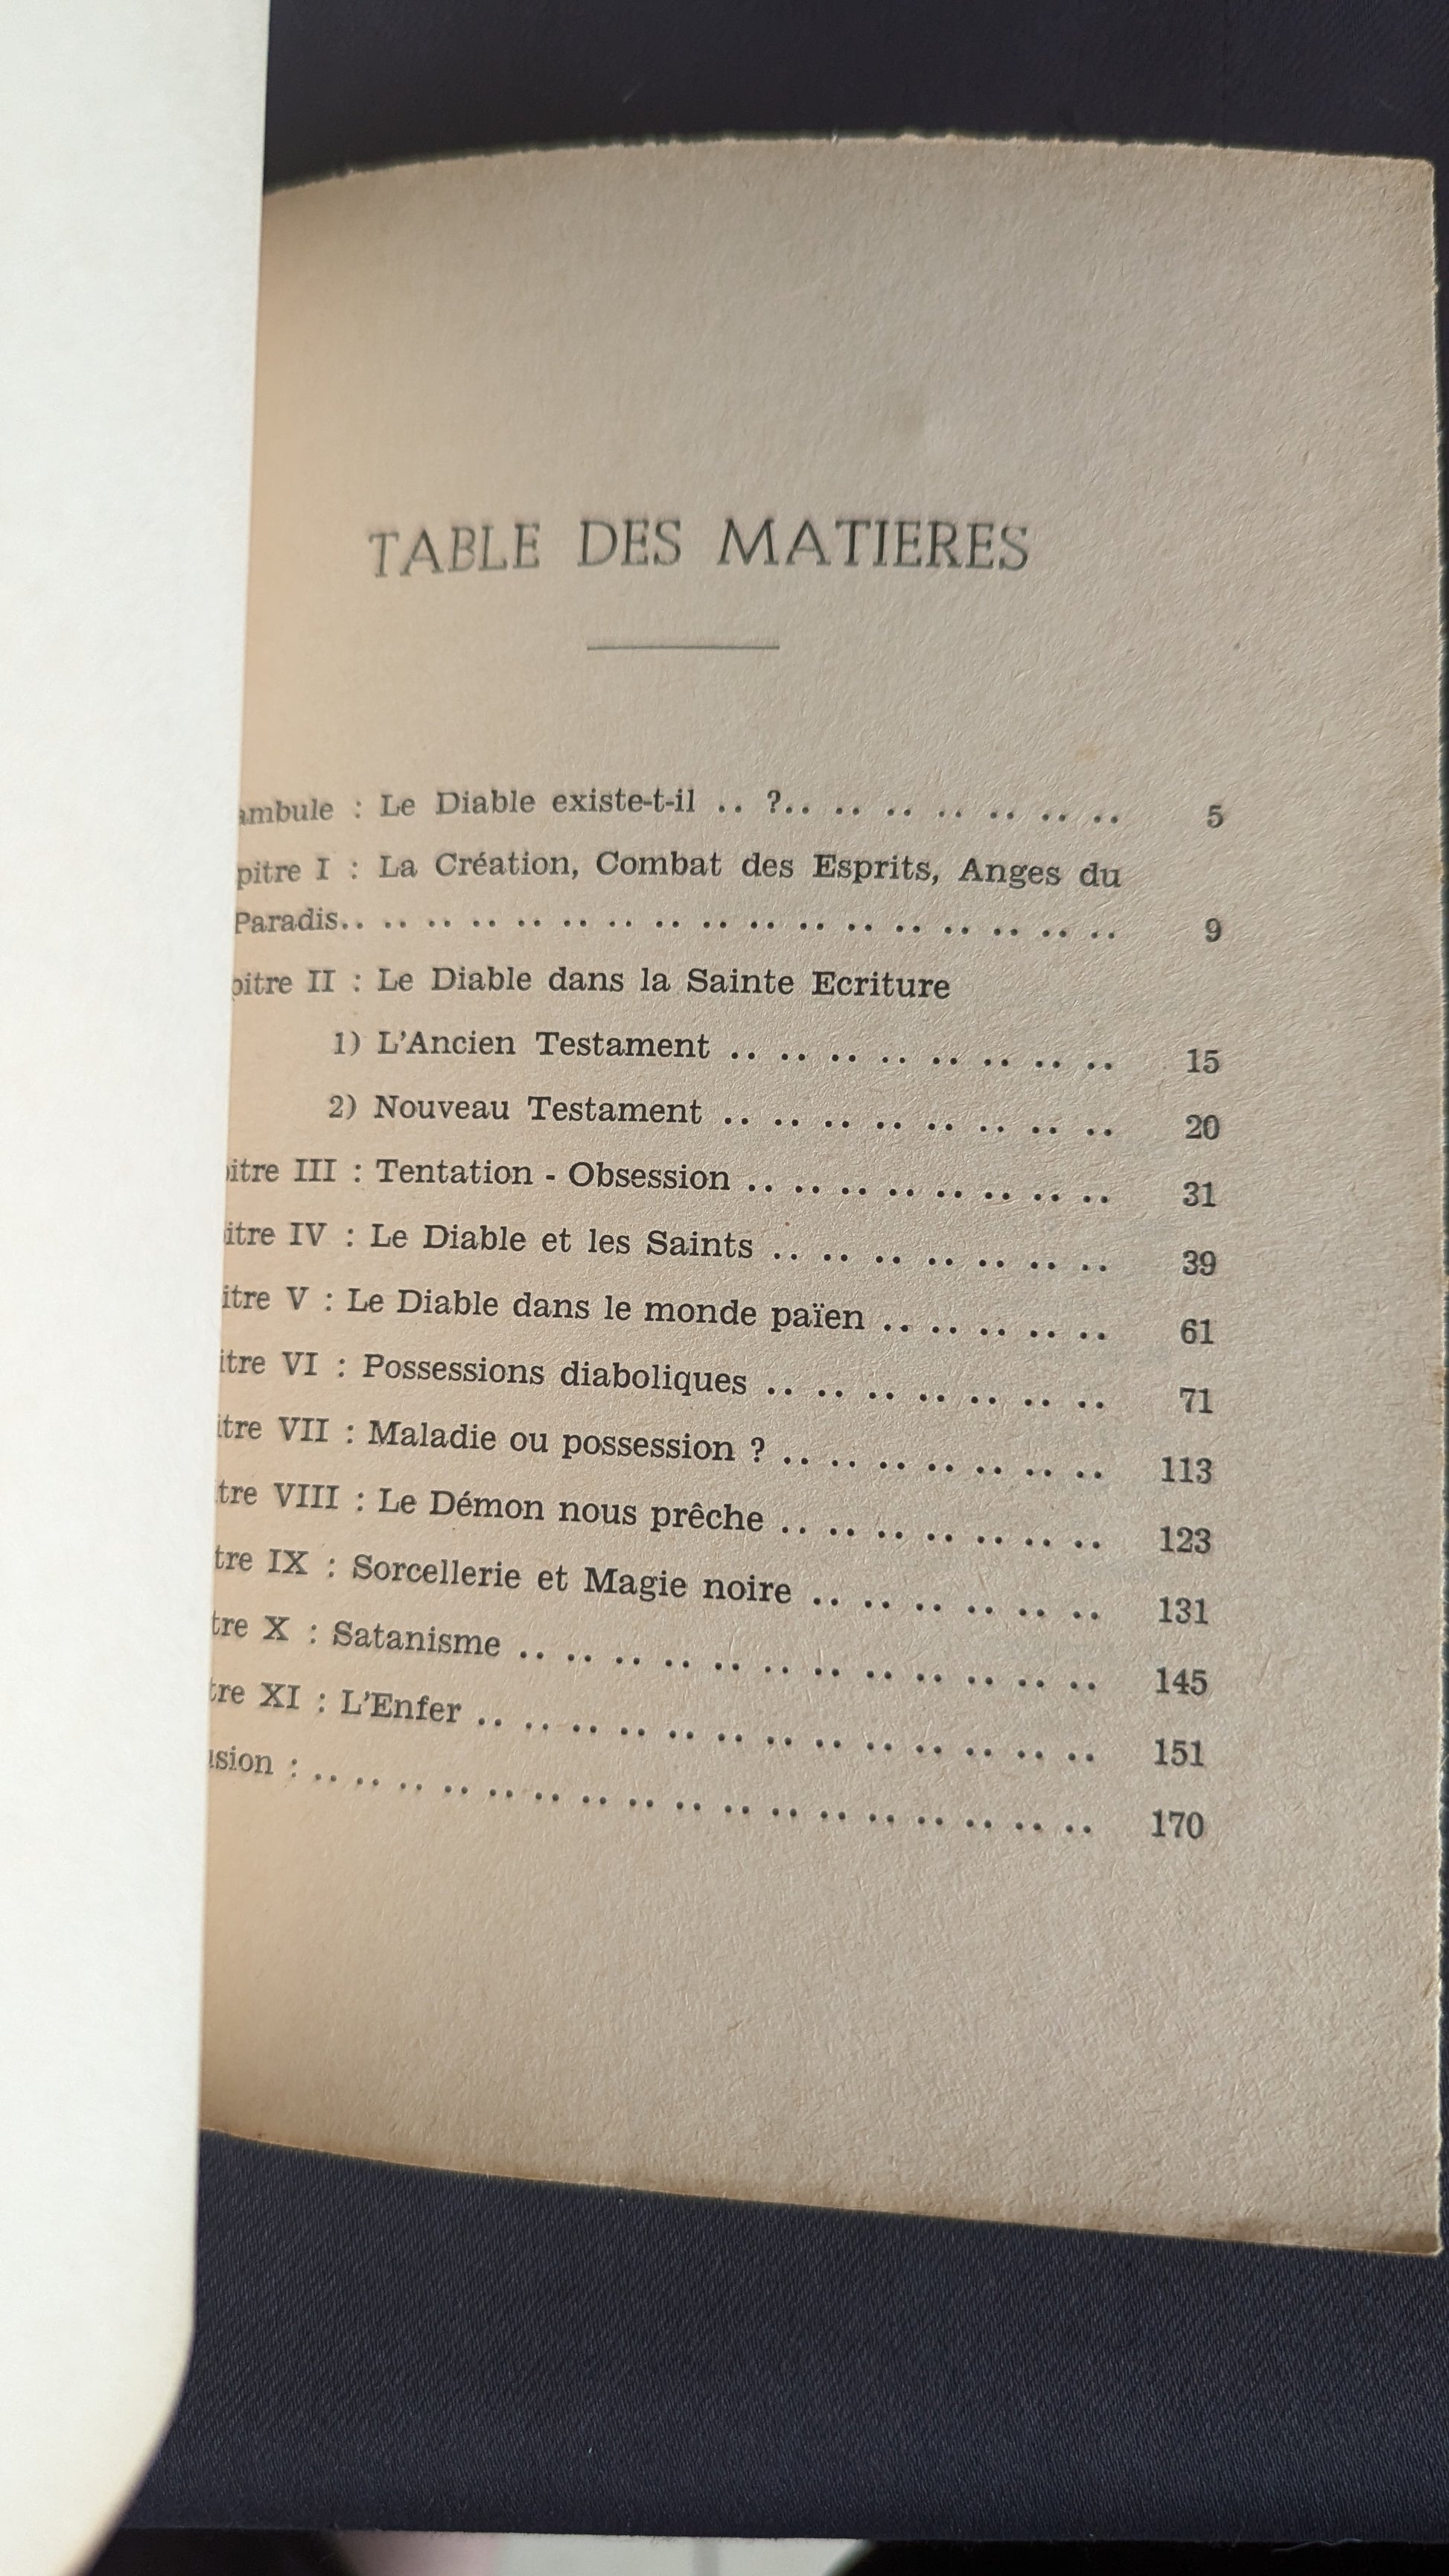 TABLE DES MATIERES
ambule : Le Diable existe-t-il .. ?.. .. .. .. .. .. .. 5
pitre I : La Création, Combat des Esprits, Anges du
Paradis.. .. .. .. .. .. .. .. .. .. .. .. .. .. .. .. .. 9
pitre II : Le Diable dans la Sainte Ecriture
1) L'Ancien Testament .. .. .. .. .. .. .. .. 15
2) Nouveau Testament .. .. .. .. .. .. .. .. 20
itre III : Tentation - Obsession .. .. .. .. .. .. .. .. 31
itre IV : Le Diable et les Saints .. .. .. .. .. .. .. 39
itre V : Le Diable dans le monde païen .. .. .. .. .. 61
itre VI : Possessions diaboliques .. .. .. .. .. .. .. 71
itre VII : Maladie ou possession ? .. .. .. .. .. .. .. 113
tre VIII : Le Démon nous prêche .. .. .. .. .. .. .. 123
tre IX : Sorcellerie et Magie noire .. .. .. .. .. .. 131
tre X : Satanisme .. .. .. .. .. .. .. .. .. .. .. .. 145
tre XI : L'Enfer .. .. .. .. .. .. .. .. .. .. .. .. .. 151
usion : .. .. .. .. .. .. .. .. .. .. .. .. .. .. .. .. .. 170